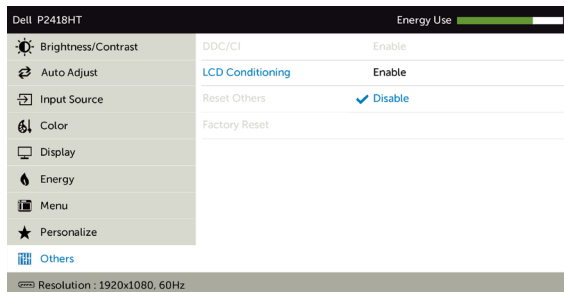 Dell P2418HT Energy Use
Brightness/Contrast DDC/CI Enable
Auto Adjust LCD Conditioning Enable
Input Source Reset Others Disable
Color Factory Reset
Display
Energy
Menu
Personalize
Others
Resolution : 1920x1080, 60Hz